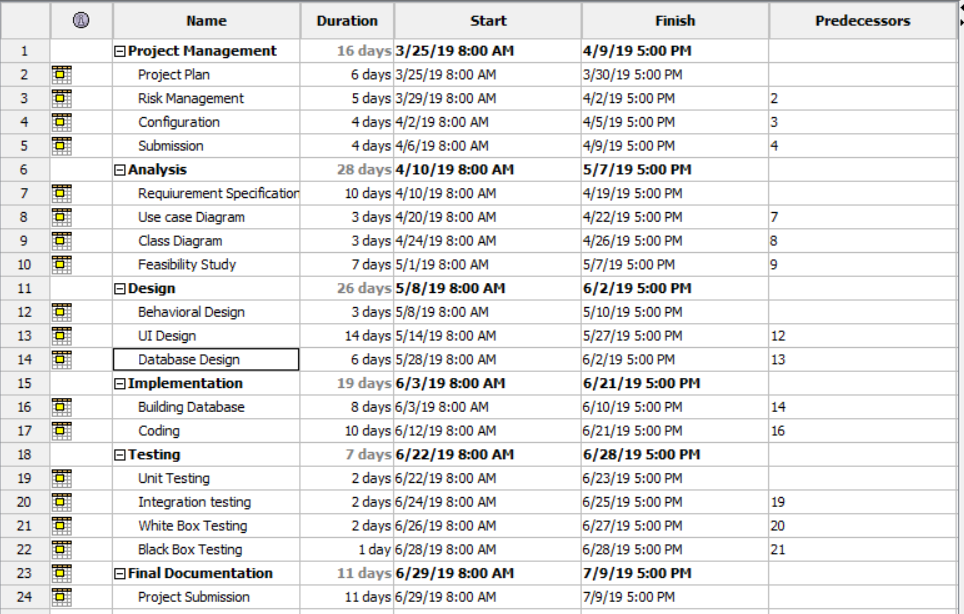 Name Duration Start Finish Predecessors
1 Project Management 16 days 3/25/19 8:00 AM 4/9/19 5:00 PM
2 Project Plan 6 days 3/25/19 8:00 AM 3/30/19 5:00 PM
3 Risk Management 5 days 3/29/19 8:00 AM 4/2/19 5:00 PM 2
4 Configuration 4 days 4/2/19 8:00 AM 4/5/19 5:00 PM 3
5 Submission 4 days 4/6/19 8:00 AM 4/9/19 5:00 PM 4
6 Analysis 28 days 4/10/19 8:00 AM 5/7/19 5:00 PM
7 Requiurement Specification 10 days 4/10/19 8:00 AM 4/19/19 5:00 PM
8 Use case Diagram 3 days 4/20/19 8:00 AM 4/22/19 5:00 PM 7
9 Class Diagram 3 days 4/24/19 8:00 AM 4/26/19 5:00 PM 8
10 Feasibility Study 7 days 5/1/19 8:00 AM 5/7/19 5:00 PM 9
11 Design 26 days 5/8/19 8:00 AM 6/2/19 5:00 PM
12 Behavioral Design 3 days 5/8/19 8:00 AM 5/10/19 5:00 PM
13 UI Design 14 days 5/14/19 8:00 AM 5/27/19 5:00 PM 12
14 Database Design 6 days 5/28/19 8:00 AM 6/2/19 5:00 PM 13
15 Implementation 19 days 6/3/19 8:00 AM 6/21/19 5:00 PM
16 Building Database 8 days 6/3/19 8:00 AM 6/10/19 5:00 PM 14
17 Coding 10 days 6/12/19 8:00 AM 6/21/19 5:00 PM 16
18 Testing 7 days 6/22/19 8:00 AM 6/28/19 5:00 PM
19 Unit Testing 2 days 6/22/19 8:00 AM 6/23/19 5:00 PM
20 Integration testing 2 days 6/24/19 8:00 AM 6/25/19 5:00 PM 19
21 White Box Testing 2 days 6/26/19 8:00 AM 6/27/19 5:00 PM 20
22 Black Box Testing 1 day 6/28/19 8:00 AM 6/28/19 5:00 PM 21
23 Final Documentation 11 days 6/29/19 8:00 AM 7/9/19 5:00 PM
24 Project Submission 11 days 6/29/19 8:00 AM 7/9/19 5:00 PM